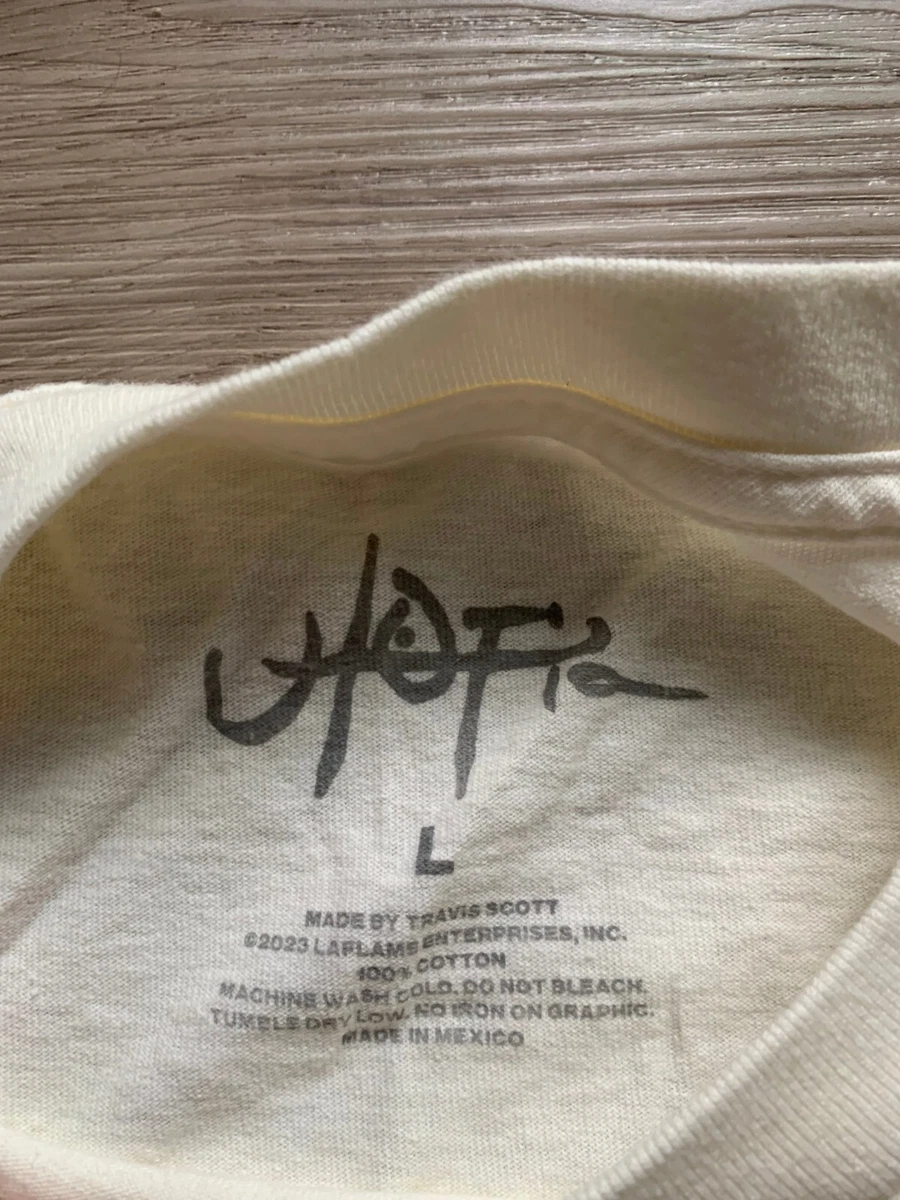 UTOPIA
L
MADE BY TRAVIS SCOTT
©2023 LAFLAME ENTERPRISES, INC.
100% COTTON
MACHINE WASH COLD. DO NOT BLEACH.
TUMBLE DRY LOW. NO IRON ON GRAPHIC.
MADE IN MEXICO